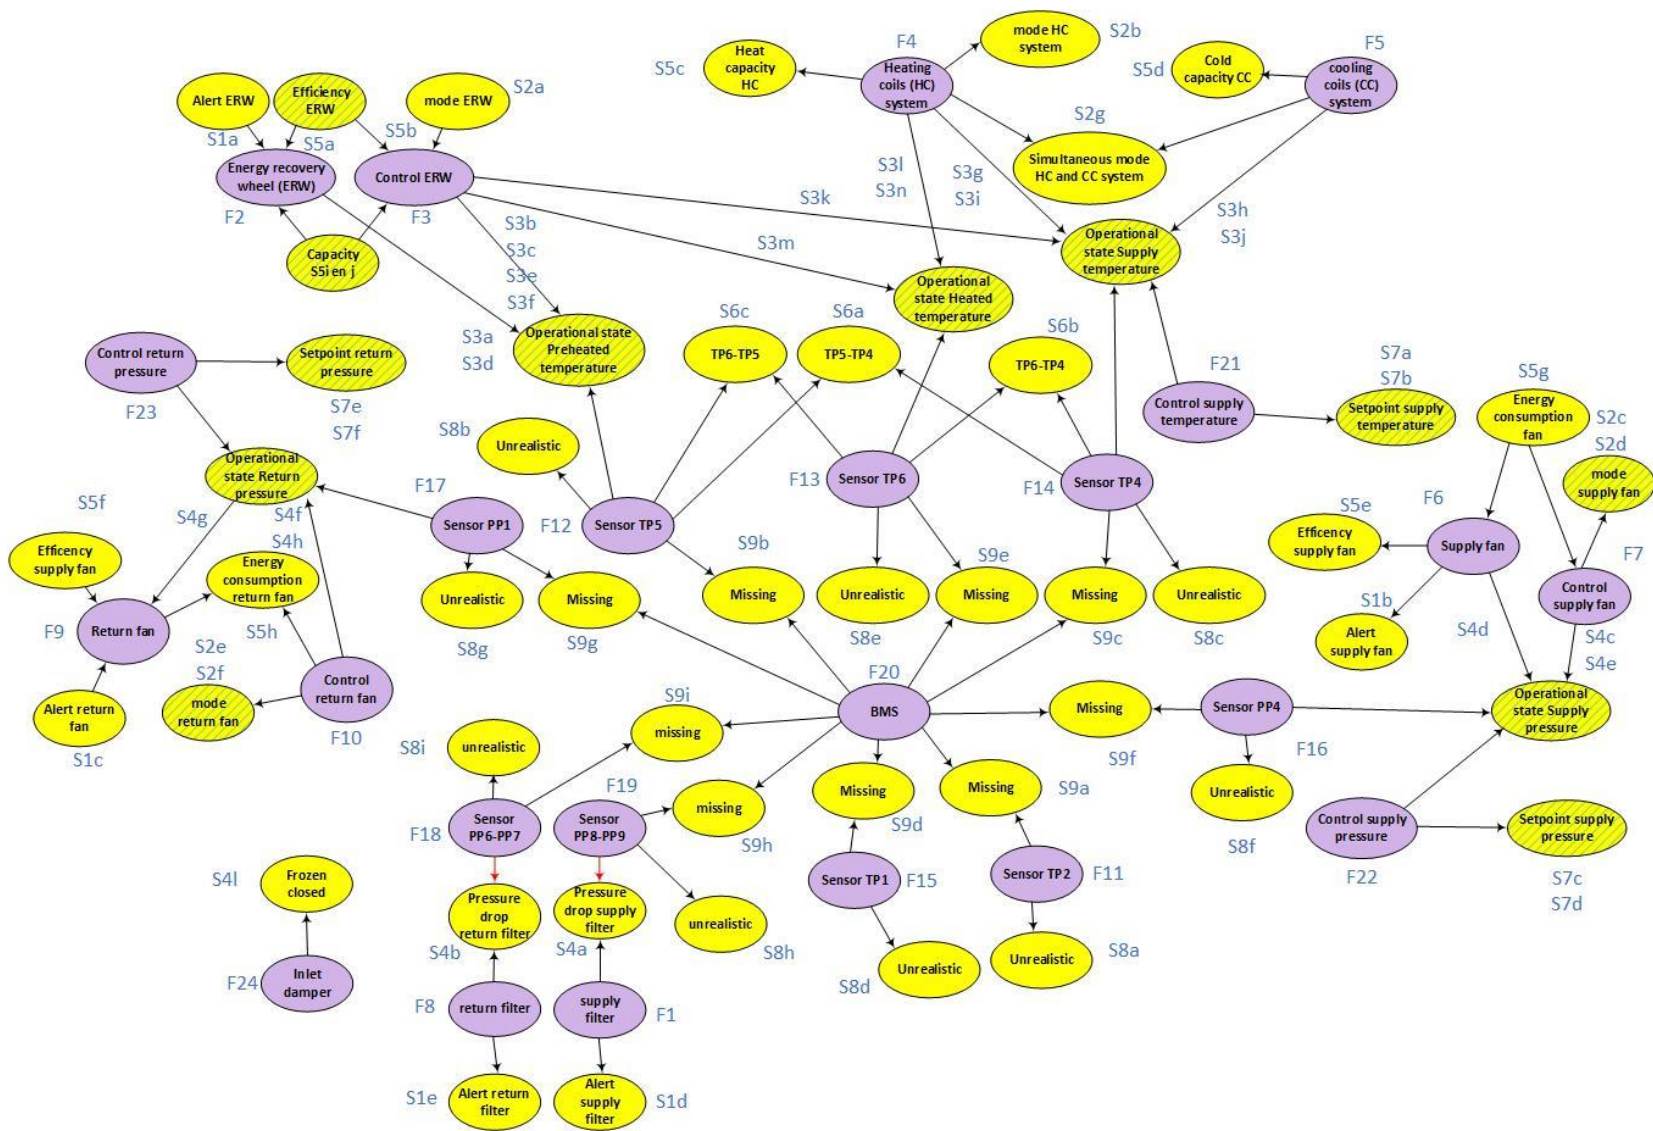 F4
mode HC
system
S2b
F5
Heat
capacity
HC
S5c
Heating
coils (HC)
system
S5d
Cold
capacity CC
cooling
coils (CC)
system
Alert ERW
Efficiency
ERW
mode ERW
S2a
S1a
S5a
S5b
S2g
Energy recovery
wheel (ERW)
Control ERW
S3l
S3n
S3g
S3i
Simultaneous mode
HC and CC system
F2
F3
S3k
S3h
S3j
S3b
S3c
S3e
S3f
S3m
Capacity
S5i en j
Operational
state Supply
temperature
Operational
state Heated
temperature
S3a
S3d
Operational state
Preheated
temperature
S6c
S6a
S6b
TP6-TP5
TP5-TP4
TP6-TP4
Control return
pressure
Setpoint return
pressure
F23
S7e
S7f
F21
S7a
S7b
S5g
Control supply
temperature
Setpoint supply
temperature
Energy
consumption
fan
S2c
S2d
S8b
Unrealistic
Operational
state Return
pressure
F17
F13
Sensor TP6
F14
Sensor TP4
mode
supply fan
S5f
S4g
S4f
S4h
Sensor PP1
F12
Sensor TP5
S5e
Efficency
supply fan
F6
Supply fan
F7
Efficency
supply fan
Energy
consumption
return fan
S9b
S9e
Unrealistic
Missing
Missing
Unrealistic
Missing
Missing
Unrealistic
Control
supply fan
S1b
Alert
supply fan
S4d
S4c
S4e
F9
Return fan
S5h
S8g
S9g
S8e
S9c
S8c
S2e
S2f
F20
Control
return fan
mode
return fan
Alert return
fan
S9i
BMS
Missing
Sensor PP4
Operational
state Supply
pressure
S1c
F10
S8i
unrealistic
missing
S9f
F16
F19
Missing
Missing
S9a
Unrealistic
F18
Sensor
PP6-PP7
Sensor
PP8-PP9
missing
S9d
S9h
S8f
Control supply
pressure
Setpoint supply
pressure
F22
S7c
S7d
S4l
Frozen
closed
Sensor TP1
F15
Sensor TP2
F11
Pressure
drop
return filter
Pressure
drop supply
filter
unrealistic
S4b
S4a
S8h
S8a
Unrealistic
Unrealistic
S8d
F24
Inlet
damper
F8
return filter
supply
filter
F1
S1e
Alert return
filter
Alert
supply
filter
S1d